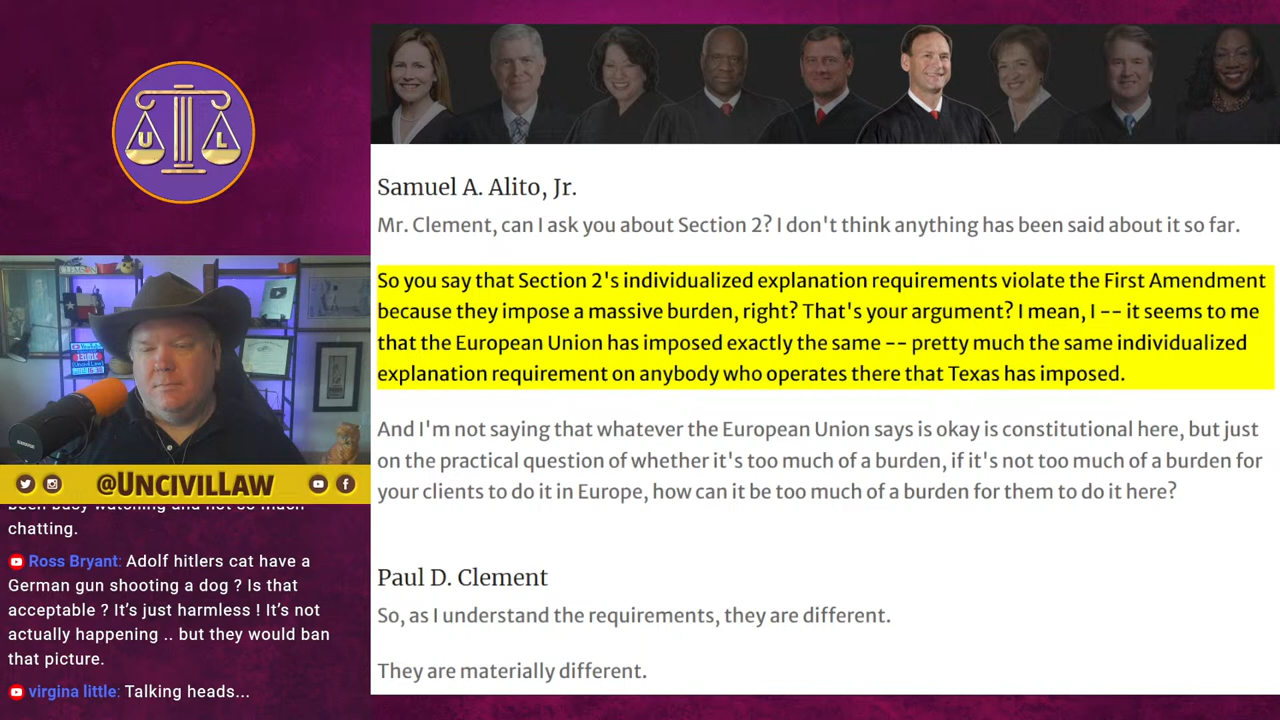 U L
@UNCIVILLAW
chatting.
Ross Bryant: Adolf hitlers cat have a
German gun shooting a dog ? Is that
acceptable ? It's just harmless ! It's not
actually happening .. but they would ban
that picture.
virgina little: Talking heads...
Samuel A. Alito, Jr.
Mr. Clement, can I ask you about Section 2? I don't think anything has been said about it so far.
So you say that Section 2's individualized explanation requirements violate the First Amendment
because they impose a massive burden, right? That's your argument? I mean, I -- it seems to me
that the European Union has imposed exactly the same -- pretty much the same individualized
explanation requirement on anybody who operates there that Texas has imposed.
And I'm not saying that whatever the European Union says is okay is constitutional here, but just
on the practical question of whether it's too much of a burden, if it's not too much of a burden for
your clients to do it in Europe, how can it be too much of a burden for them to do it here?
Paul D. Clement
So, as I understand the requirements, they are different.
They are materially different.